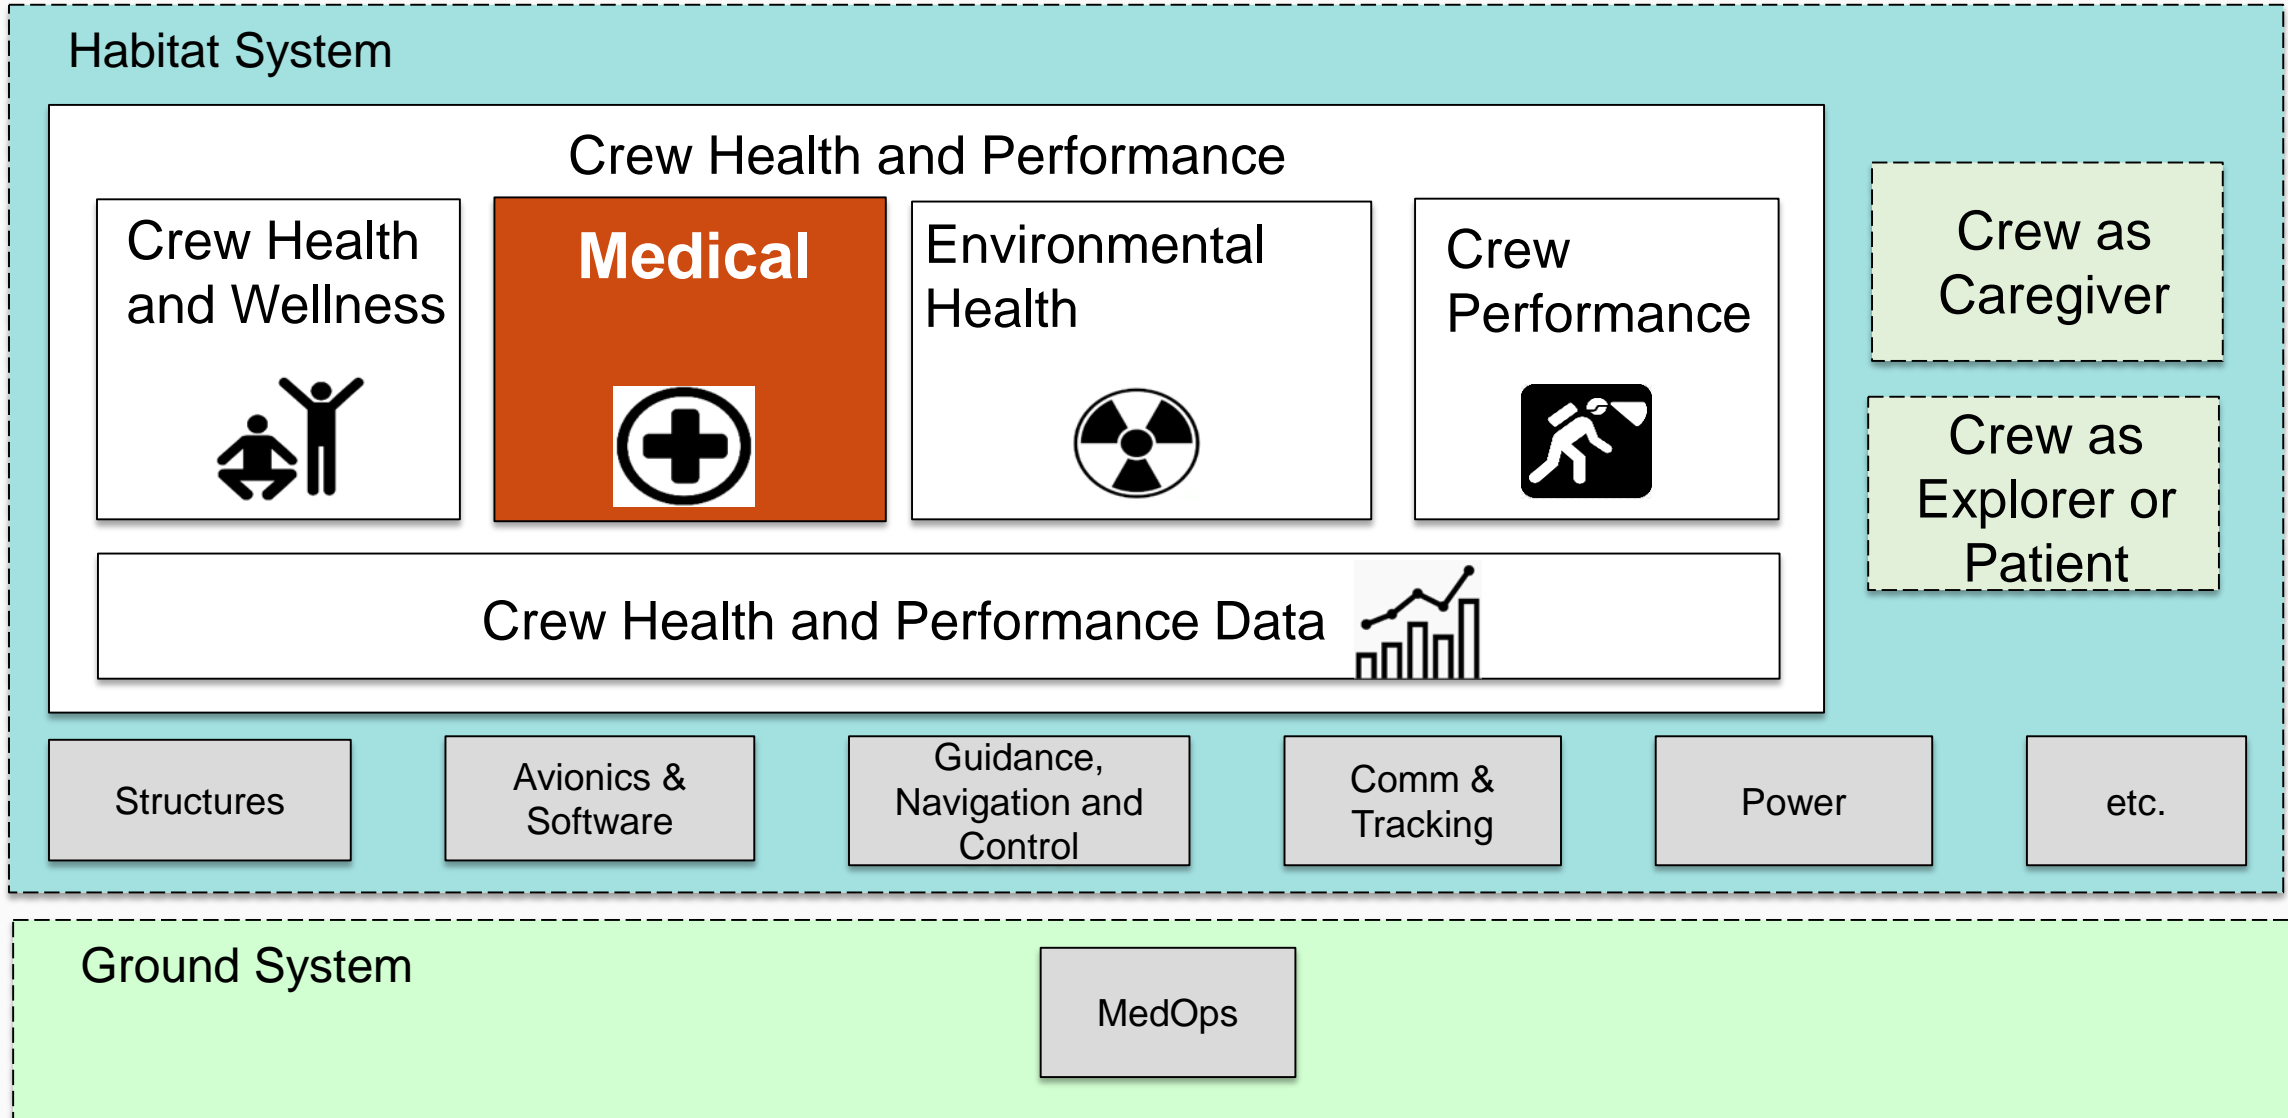 Habitat System
Crew Health and Performance
Crew Health
and Wellness
Medical
Environmental
Health
Crew
Performance
Crew Health and Performance Data
Crew as
Caregiver
Crew as
Explorer or
Patient
Structures
Avionics &
Software
Guidance,
Navigation and
Control
Comm &
Tracking
Power
etc.
Ground System
MedOps